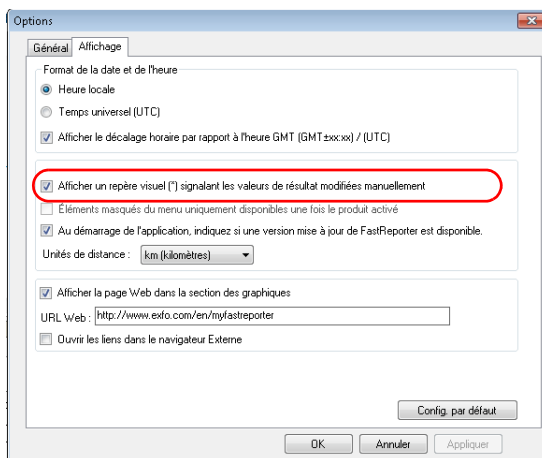 Options
Général
Affichage
Format de la date et de l'heure
Heure locale
Temps universel (UTC)
Afficher le décalage horaire par rapport à l'heure GMT (GMT±xx:xx) / (UTC)
Afficher un repère visuel (*) signalant les valeurs de résultat modifiées manuellement
Éléments masqués du menu uniquement disponibles une fois le produit activé
Au démarrage de l'application, indiquez si une version mise à jour de FastReporter est disponible.
Unités de distance : km (kilomètres)
Afficher la page Web dans la section des graphiques
URL Web : http://www.exfo.com/en/myfastreporter
Ouvrir les liens dans le navigateur Externe
Config. par défaut
OK Annuler Appliquer